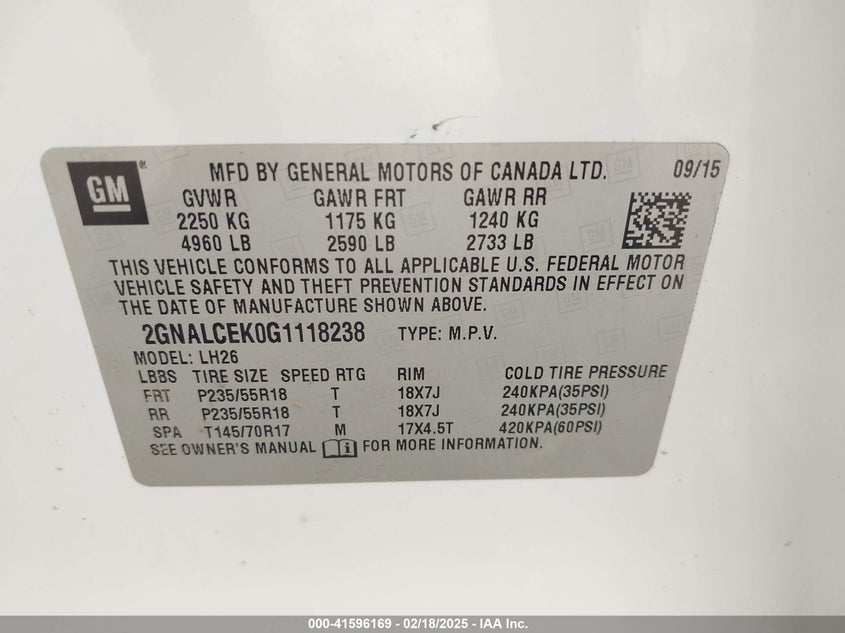 GM® MFD BY GENERAL MOTORS OF CANADA LTD. 09/15
GVWR GAWR FRT GAWR RR
2250 KG 1175 KG 1240 KG
4960 LB 2590 LB 2733 LB
THIS VEHICLE CONFORMS TO ALL APPLICABLE U.S. FEDERAL MOTOR
VEHICLE SAFETY AND THEFT PREVENTION STANDARDS IN EFFECT ON
THE DATE OF MANUFACTURE SHOWN ABOVE.
2GNALCEK0G1118238 TYPE: M.P.V.
MODEL: LH26
LBBS TIRE SIZE SPEED RTG RIM COLD TIRE PRESSURE
FRT P235/55R18 T 18X7J 240KPA(35PSI)
RR P235/55R18 T 18X7J 240KPA(35PSI)
SPA T145/70R17 M 17X4.5T 420KPA(60PSI)
SEE OWNER'S MANUAL i FOR MORE INFORMATION.
000-41596169 - 02/18/2025 - IAA Inc.